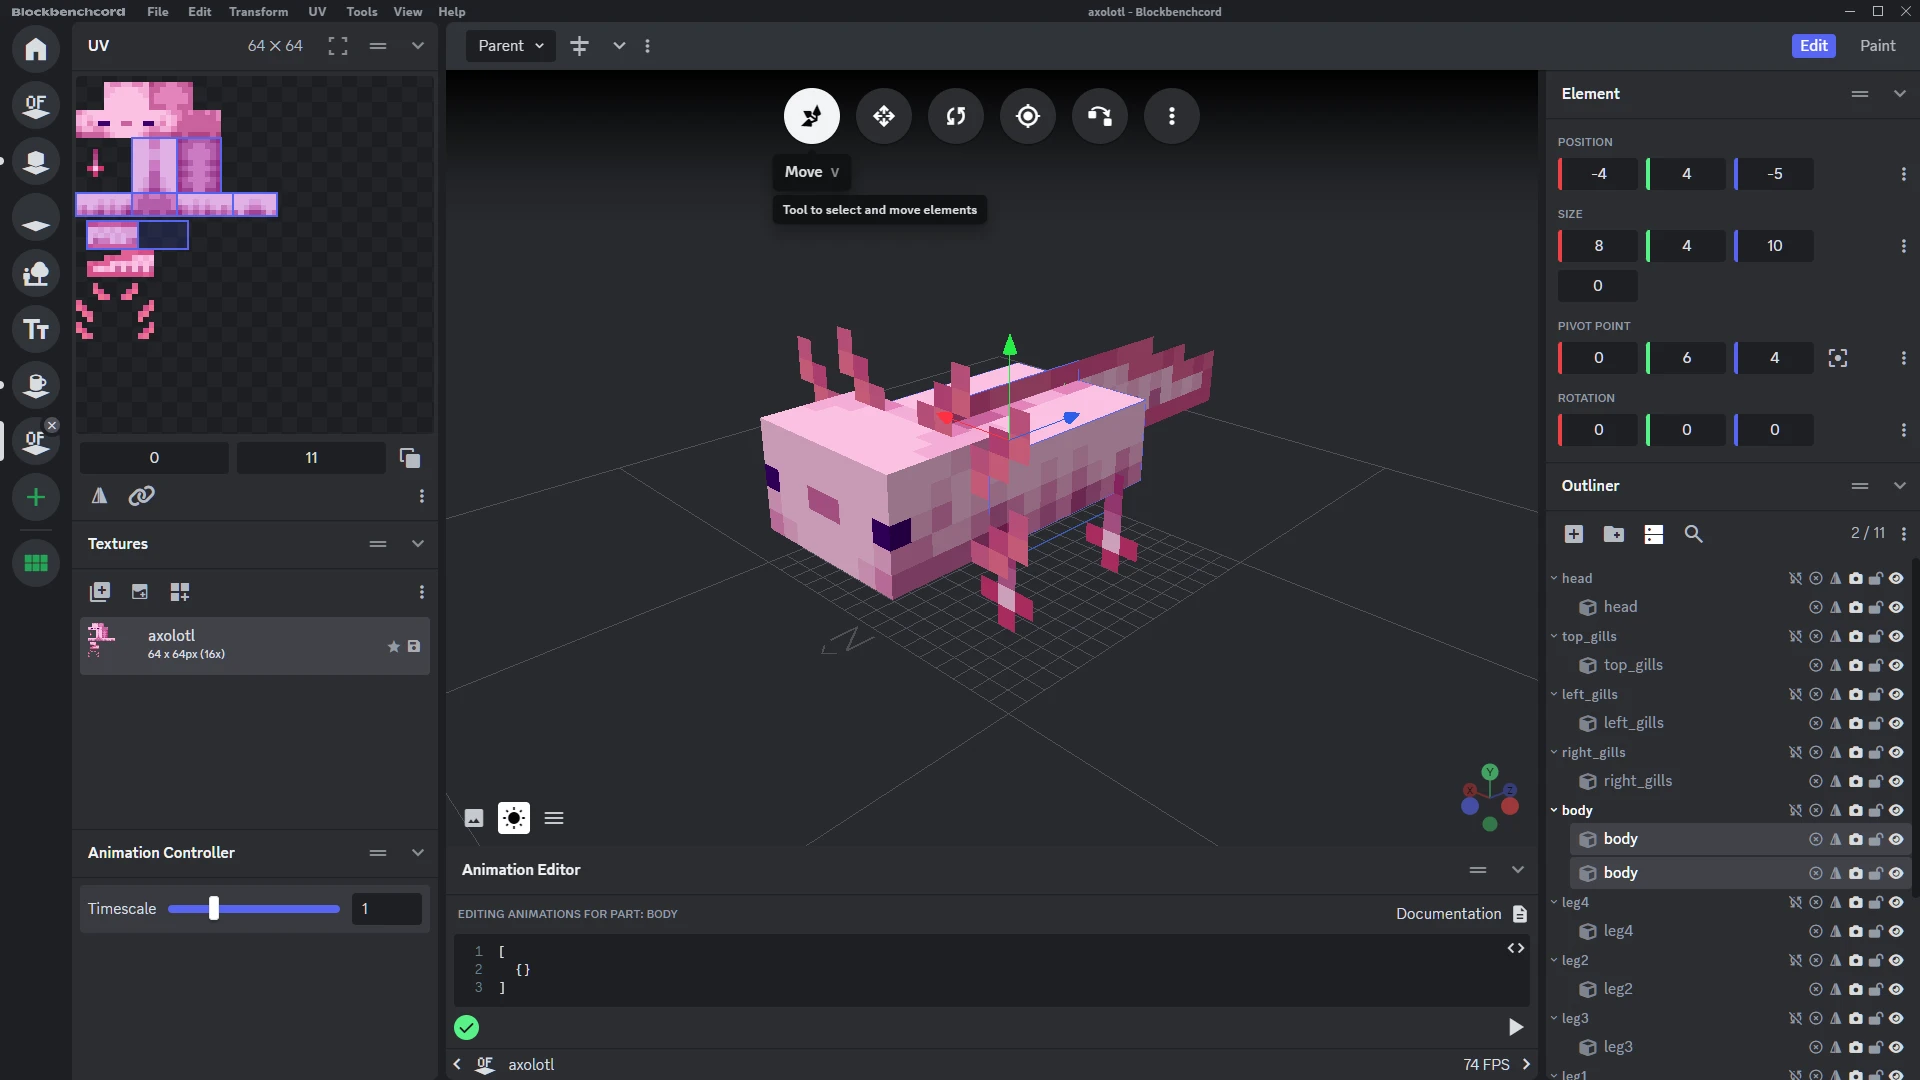 Blockbenchcord File Edit Transform UV Tools View Help
axolotl - Blockbenchcord
UV 64 × 64
Parent
Edit Paint
Move V
Tool to select and move elements
0 11
Textures
axolotl
64 x 64px (16x)
Animation Controller
Timescale 1
Z
Y
X Z
Animation Editor
EDITING ANIMATIONS FOR PART: BODY
Documentation
1 [
2 {}
3 ]
OF axolotl 74 FPS
OF
Tт
OF
Element
POSITION
-4 4 -5
SIZE
8 4 10
0
PIVOT POINT
0 6 4
ROTATION
0 0 0
Outliner
2 / 11
head
head
top_gills
top_gills
left_gills
left_gills
right_gills
right_gills
body
body
body
leg4
leg4
leg2
leg2
leg3
leg3
leg1